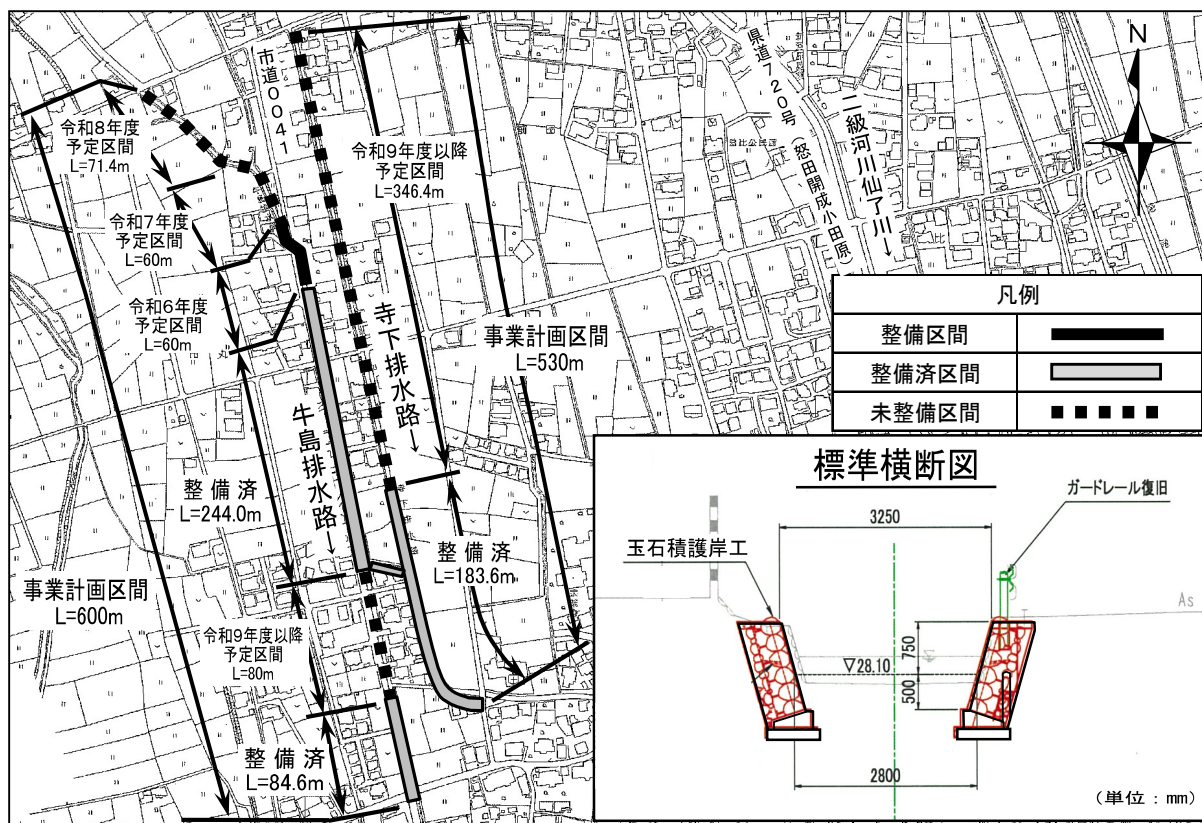 市道0041
県道720号(怒田開成小田原)
二級河川仙了川→
N
令和8年度
予定区間
L=71.4m
令和7年度
予定区間
L=60m
令和6年度
予定区間
L=60m
令和9年度以降
予定区間
L=346.4m
事業計画区間
L=530m
寺下排水路→
牛島排水路→
整備済
L=244.0m
整備済
L=183.6m
事業計画区間
L=600m
令和9年度以降
予定区間
L=80m
整備済
L=84.6m
凡例
整備区間
整備済区間
未整備区間
標準横断図
ガードレール復旧
3250
玉石積護岸工
As
▽28.10
750
500
2800
(単位:mm)